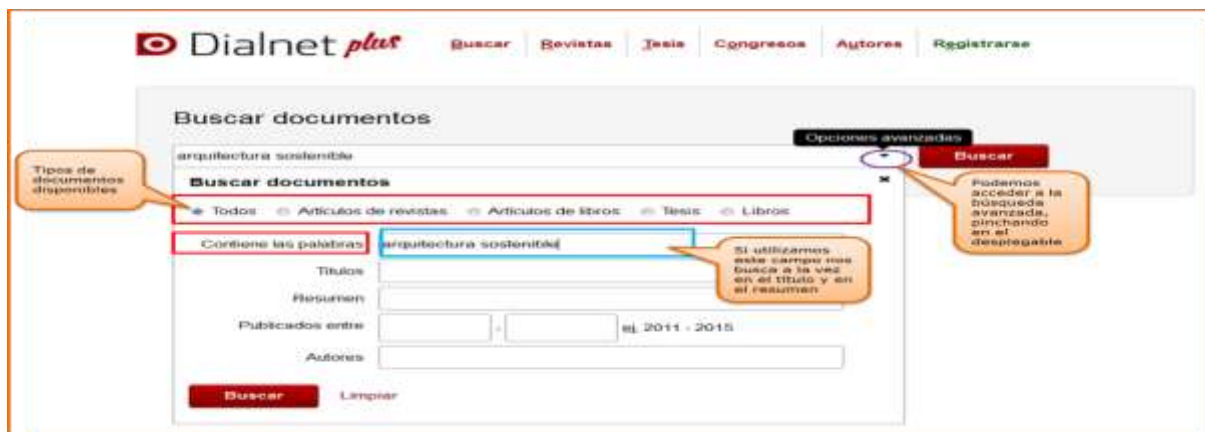 Dialnet plus Buscar Revistas Tesis Congresos Autores Registrarse
Buscar documentos
Opciones avanzadas
arquitectura sostenible
Buscar
Tipos de
documentos
disponibles
Buscar documentos
Todos Artículos de revistas Artículos de libros Tesis Libros
Podemos
acceder a la
búsqueda
avanzada,
pinchando
en el
desplegable
Contiene las palabras arquitectura sostenible
Si utilizamos
este campo nos
busca a la vez
en el título y en
el resumen
Títulos
Resumen
Publicados entre - ej. 2011 - 2015
Autores
Buscar Limpiar